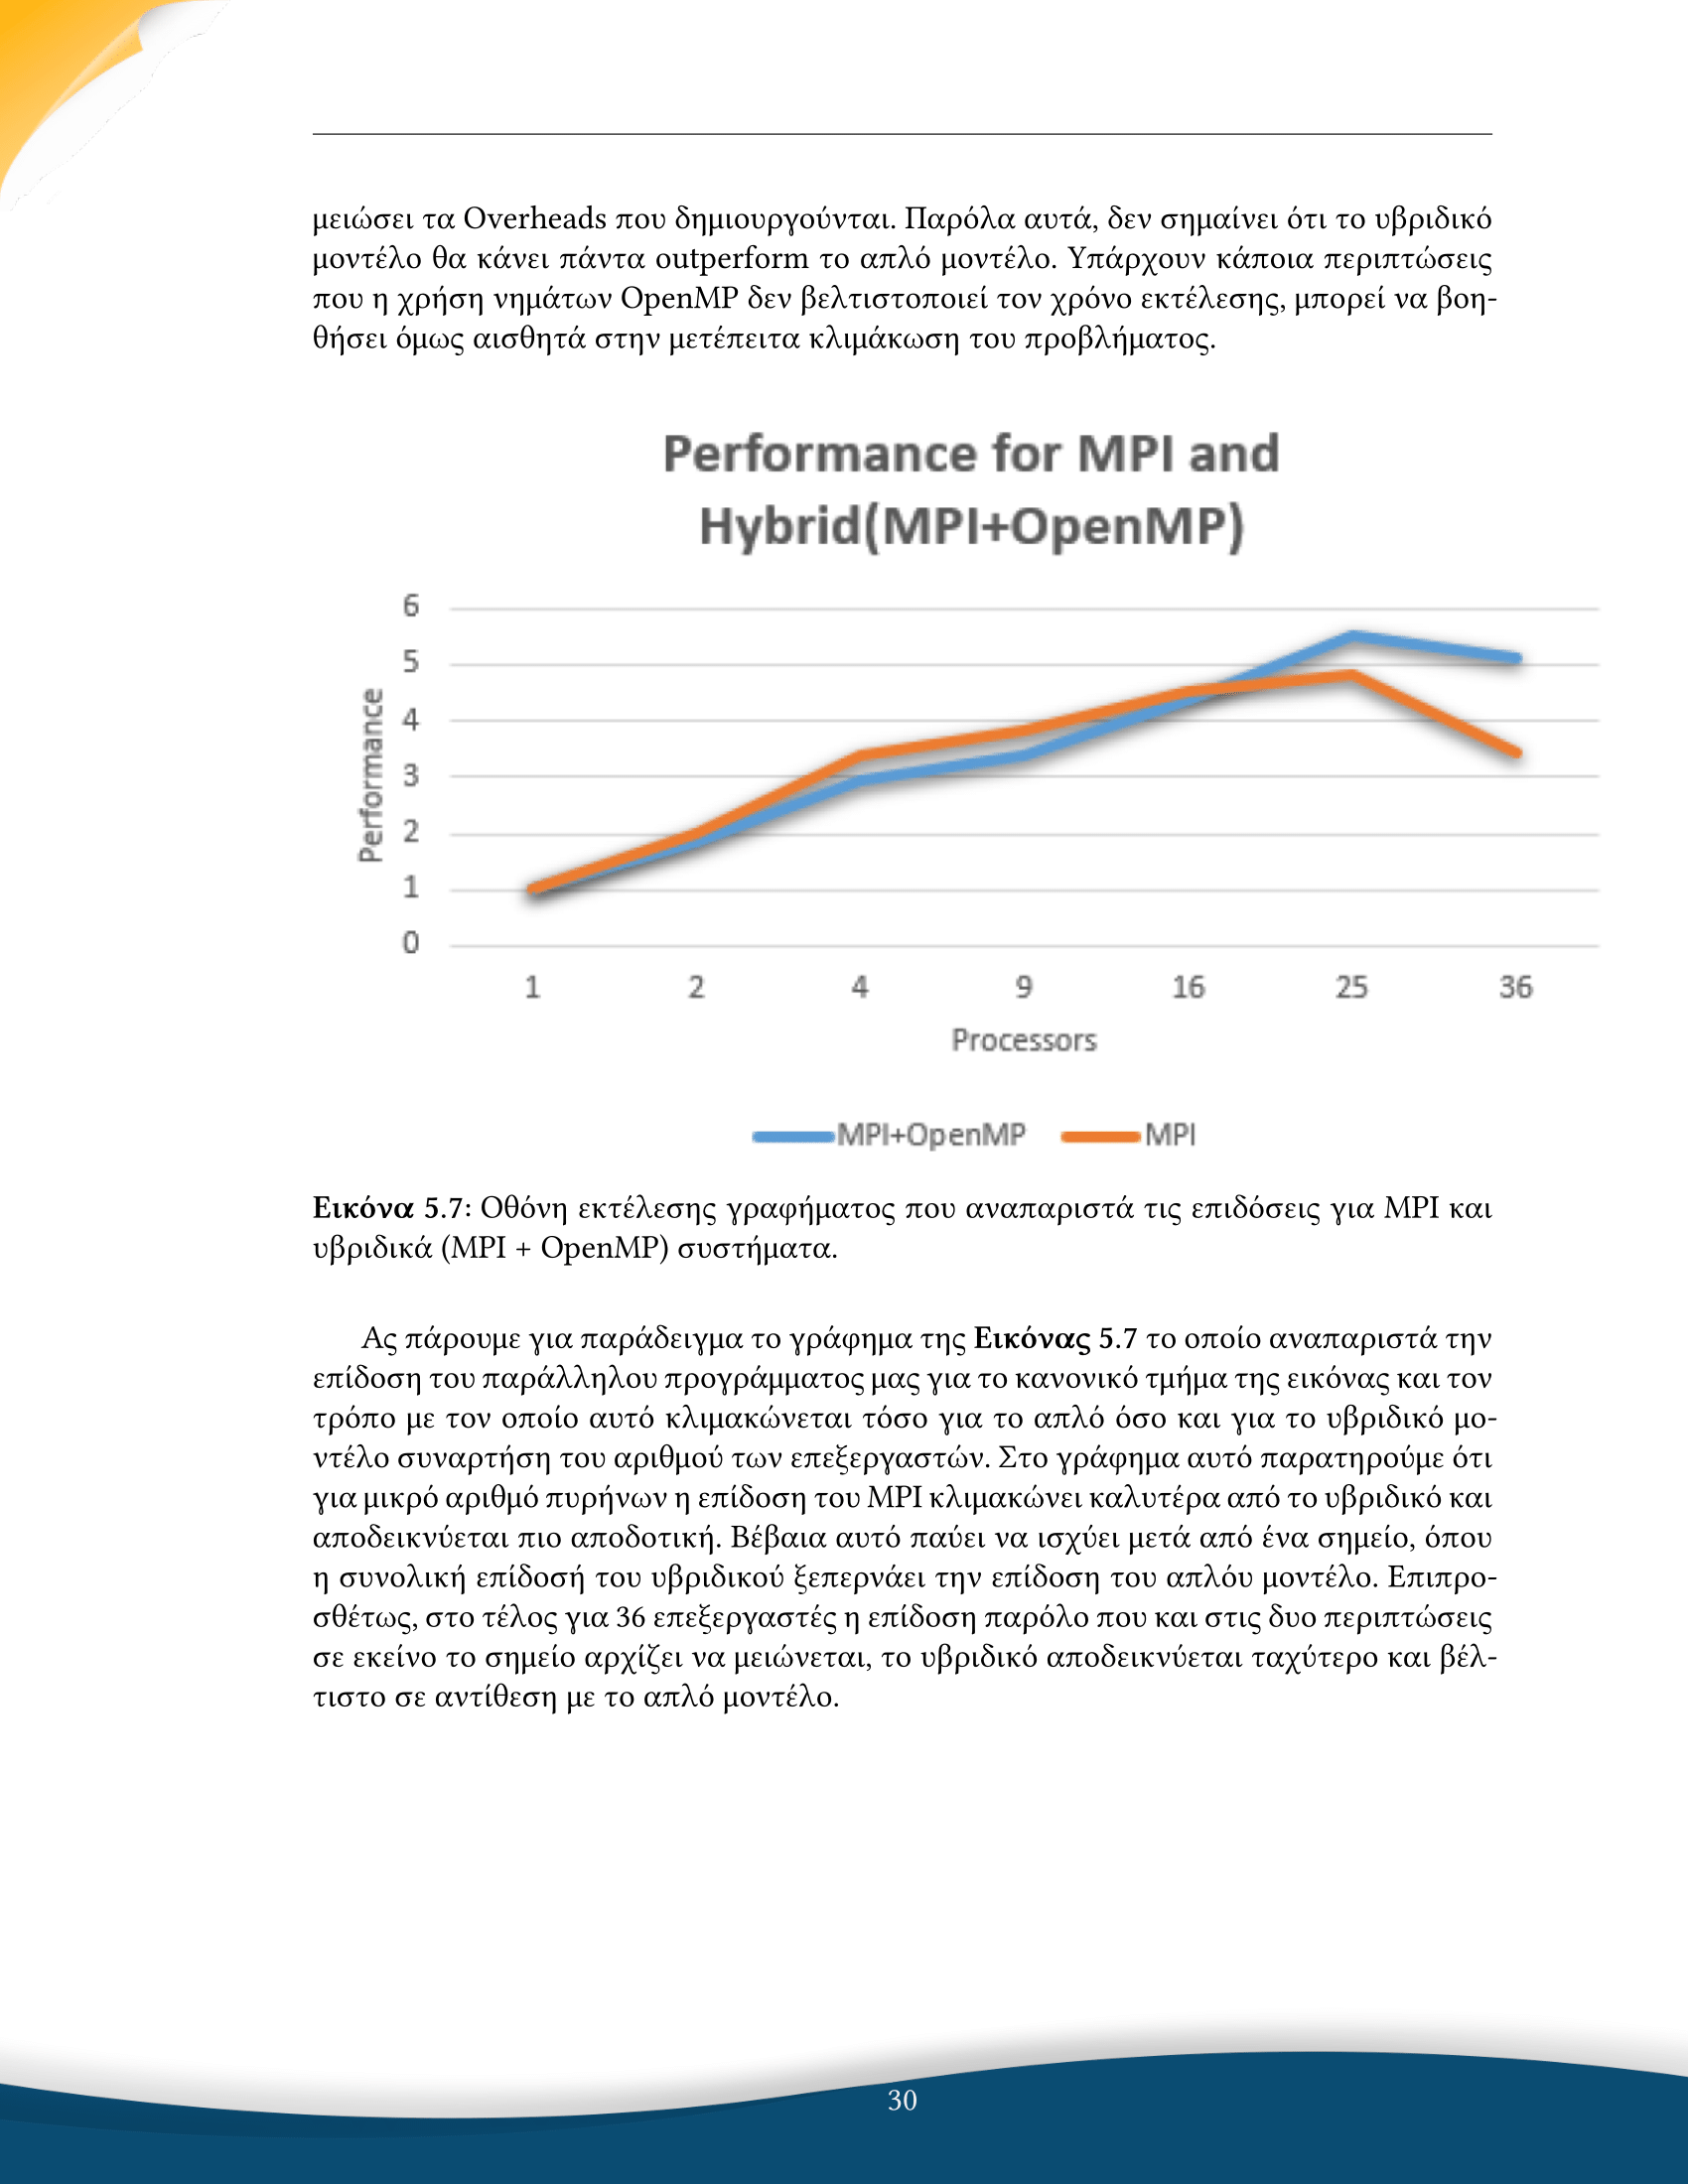 μειώσει τα Overheads που δημιουργούνται. Παρόλα αυτά, δεν σημαίνει ότι το υβριδικό
μοντέλο θα κάνει πάντα outperform το απλό μοντέλο. Υπάρχουν κάποια περιπτώσεις
που η χρήση νημάτων OpenMP δεν βελτιστοποιεί τον χρόνο εκτέλεσης, μπορεί να βοη-
θήσει όμως αισθητά στην μετέπειτα κλιμάκωση του προβλήματος.
Performance for MPI and
Hybrid(MPI+OpenMP)
Performance
6
5
4
3
2
1
0
1 2 4 9 16 25 36
Processors
MPI+OpenMP MPI
Εικόνα 5.7: Οθόνη εκτέλεσης γραφήματος που αναπαριστά τις επιδόσεις για MPI και
υβριδικά (MPI + OpenMP) συστήματα.
Ας πάρουμε για παράδειγμα το γράφημα της Εικόνας 5.7 το οποίο αναπαριστά την
επίδοση του παράλληλου προγράμματος μας για το κανονικό τμήμα της εικόνας και τον
τρόπο με τον οποίο αυτό κλιμακώνεται τόσο για το απλό όσο και για το υβριδικό μο-
ντέλο συναρτήση του αριθμού των επεξεργαστών. Στο γράφημα αυτό παρατηρούμε ότι
για μικρό αριθμό πυρήνων η επίδοση του MPI κλιμακώνει καλυτέρα από το υβριδικό και
αποδεικνύεται πιο αποδοτική. Βέβαια αυτό παύει να ισχύει μετά από ένα σημείο, όπου
η συνολική επίδοσή του υβριδικού ξεπερνάει την επίδοση του απλόυ μοντέλο. Επιπρο-
σθέτως, στο τέλος για 36 επεξεργαστές η επίδοση παρόλο που και στις δυο περιπτώσεις
σε εκείνο το σημείο αρχίζει να μειώνεται, το υβριδικό αποδεικνύεται ταχύτερο και βέλ-
τιστο σε αντίθεση με το απλό μοντέλο.
30